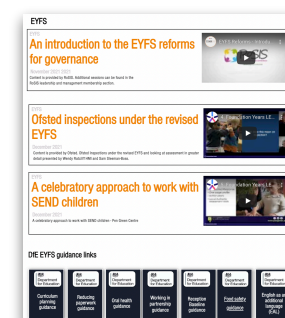 EYFS
EYFS
An introduction to the EYFS reforms
for governance
November 2021 2021
Content is provided by RoSIS. Additional sessions can be found in the
RoSIS leadership and management membership section.
EYFS
Ofsted inspections under the revised
EYFS
December 2021
Content is provided by Ofsted. Ofsted inspections under the revised EYFS and looking at assessment in greater
detail presented by Wendy Ratcliff HMI and Sam
EYFS
A celebratory approach to work with
SEND children
December 2021
A celebratory approach to work with SEND children - Pen Green Centre
DfE EYFS guidance links
Department
for Education
Curriculum
planning
guidance
Department
for Education
Reducing
paperwork
guidance
Department
for Education
Oral health
guidance
Department
for Education
Working in
partnership
guidance
Department
for Education
Reception
Baseline
guidance
Department
for Education
Food safety
guidance
Department
for Education
English as an
additional
language
(EAL)